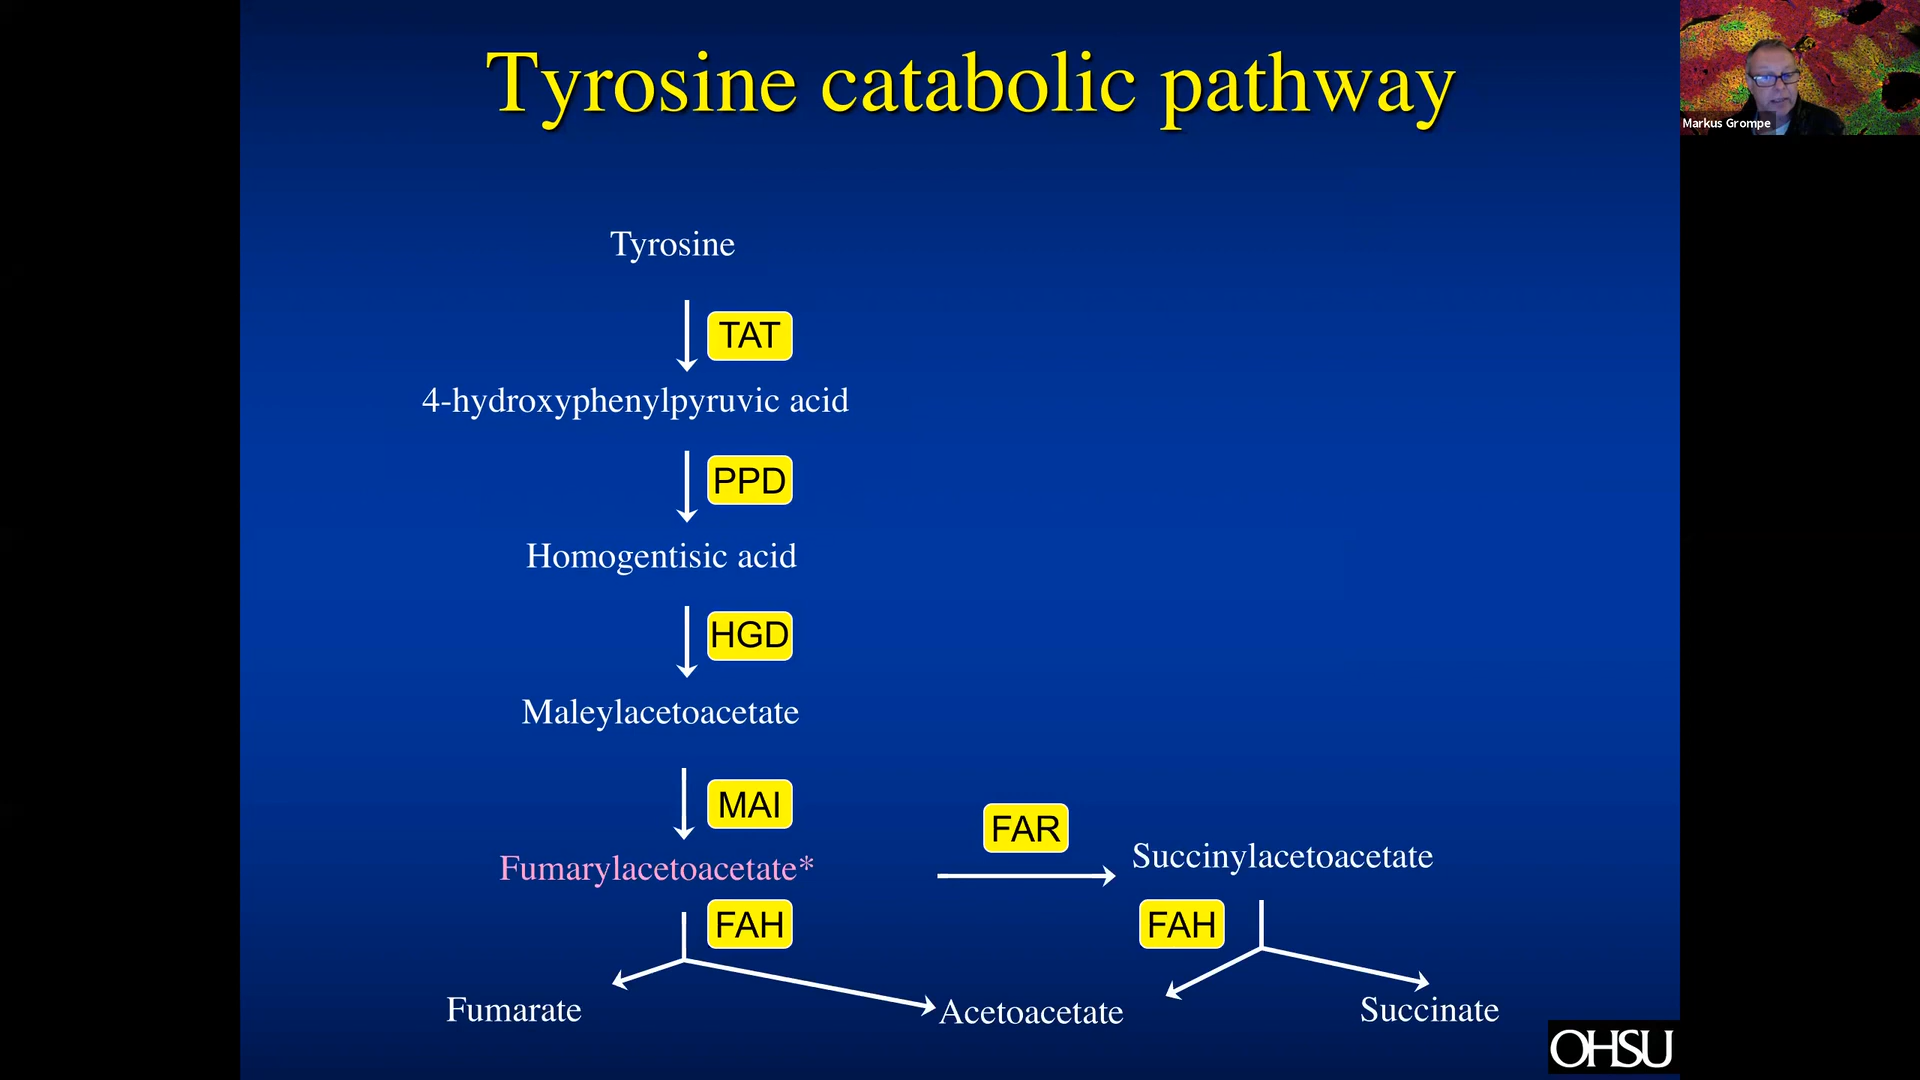 Tyrosine catabolic pathway
Markus Grompe
Tyrosine
TAT
4-hydroxyphenylpyruvic acid
PPD
Homogentisic acid
HGD
Maleylacetoacetate
MAI
FAR
Fumarylacetoacetate*
Succinylacetoacetate
FAH
FAH
Fumarate
Acetoacetate
Succinate
OHSU